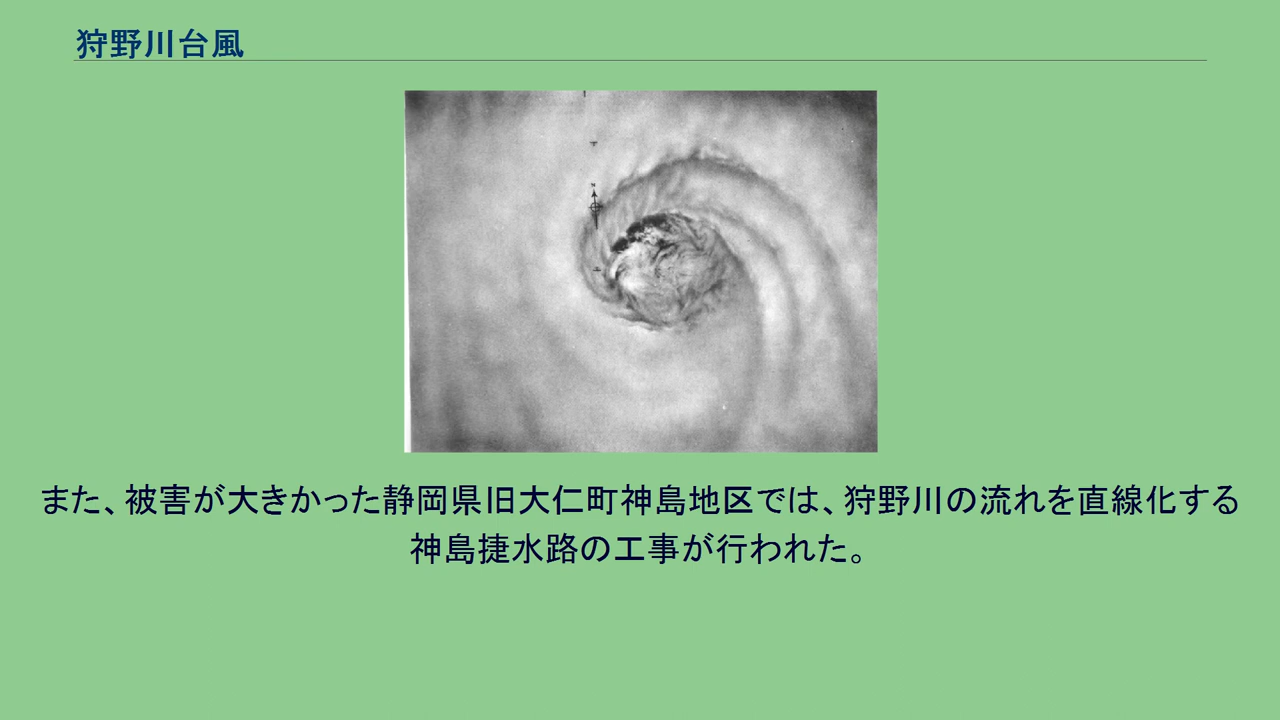 狩野川台風
また、被害が大きかった静岡県旧大仁町神島地区では、狩野川の流れを直線化する
神島捷水路の工事が行われた。